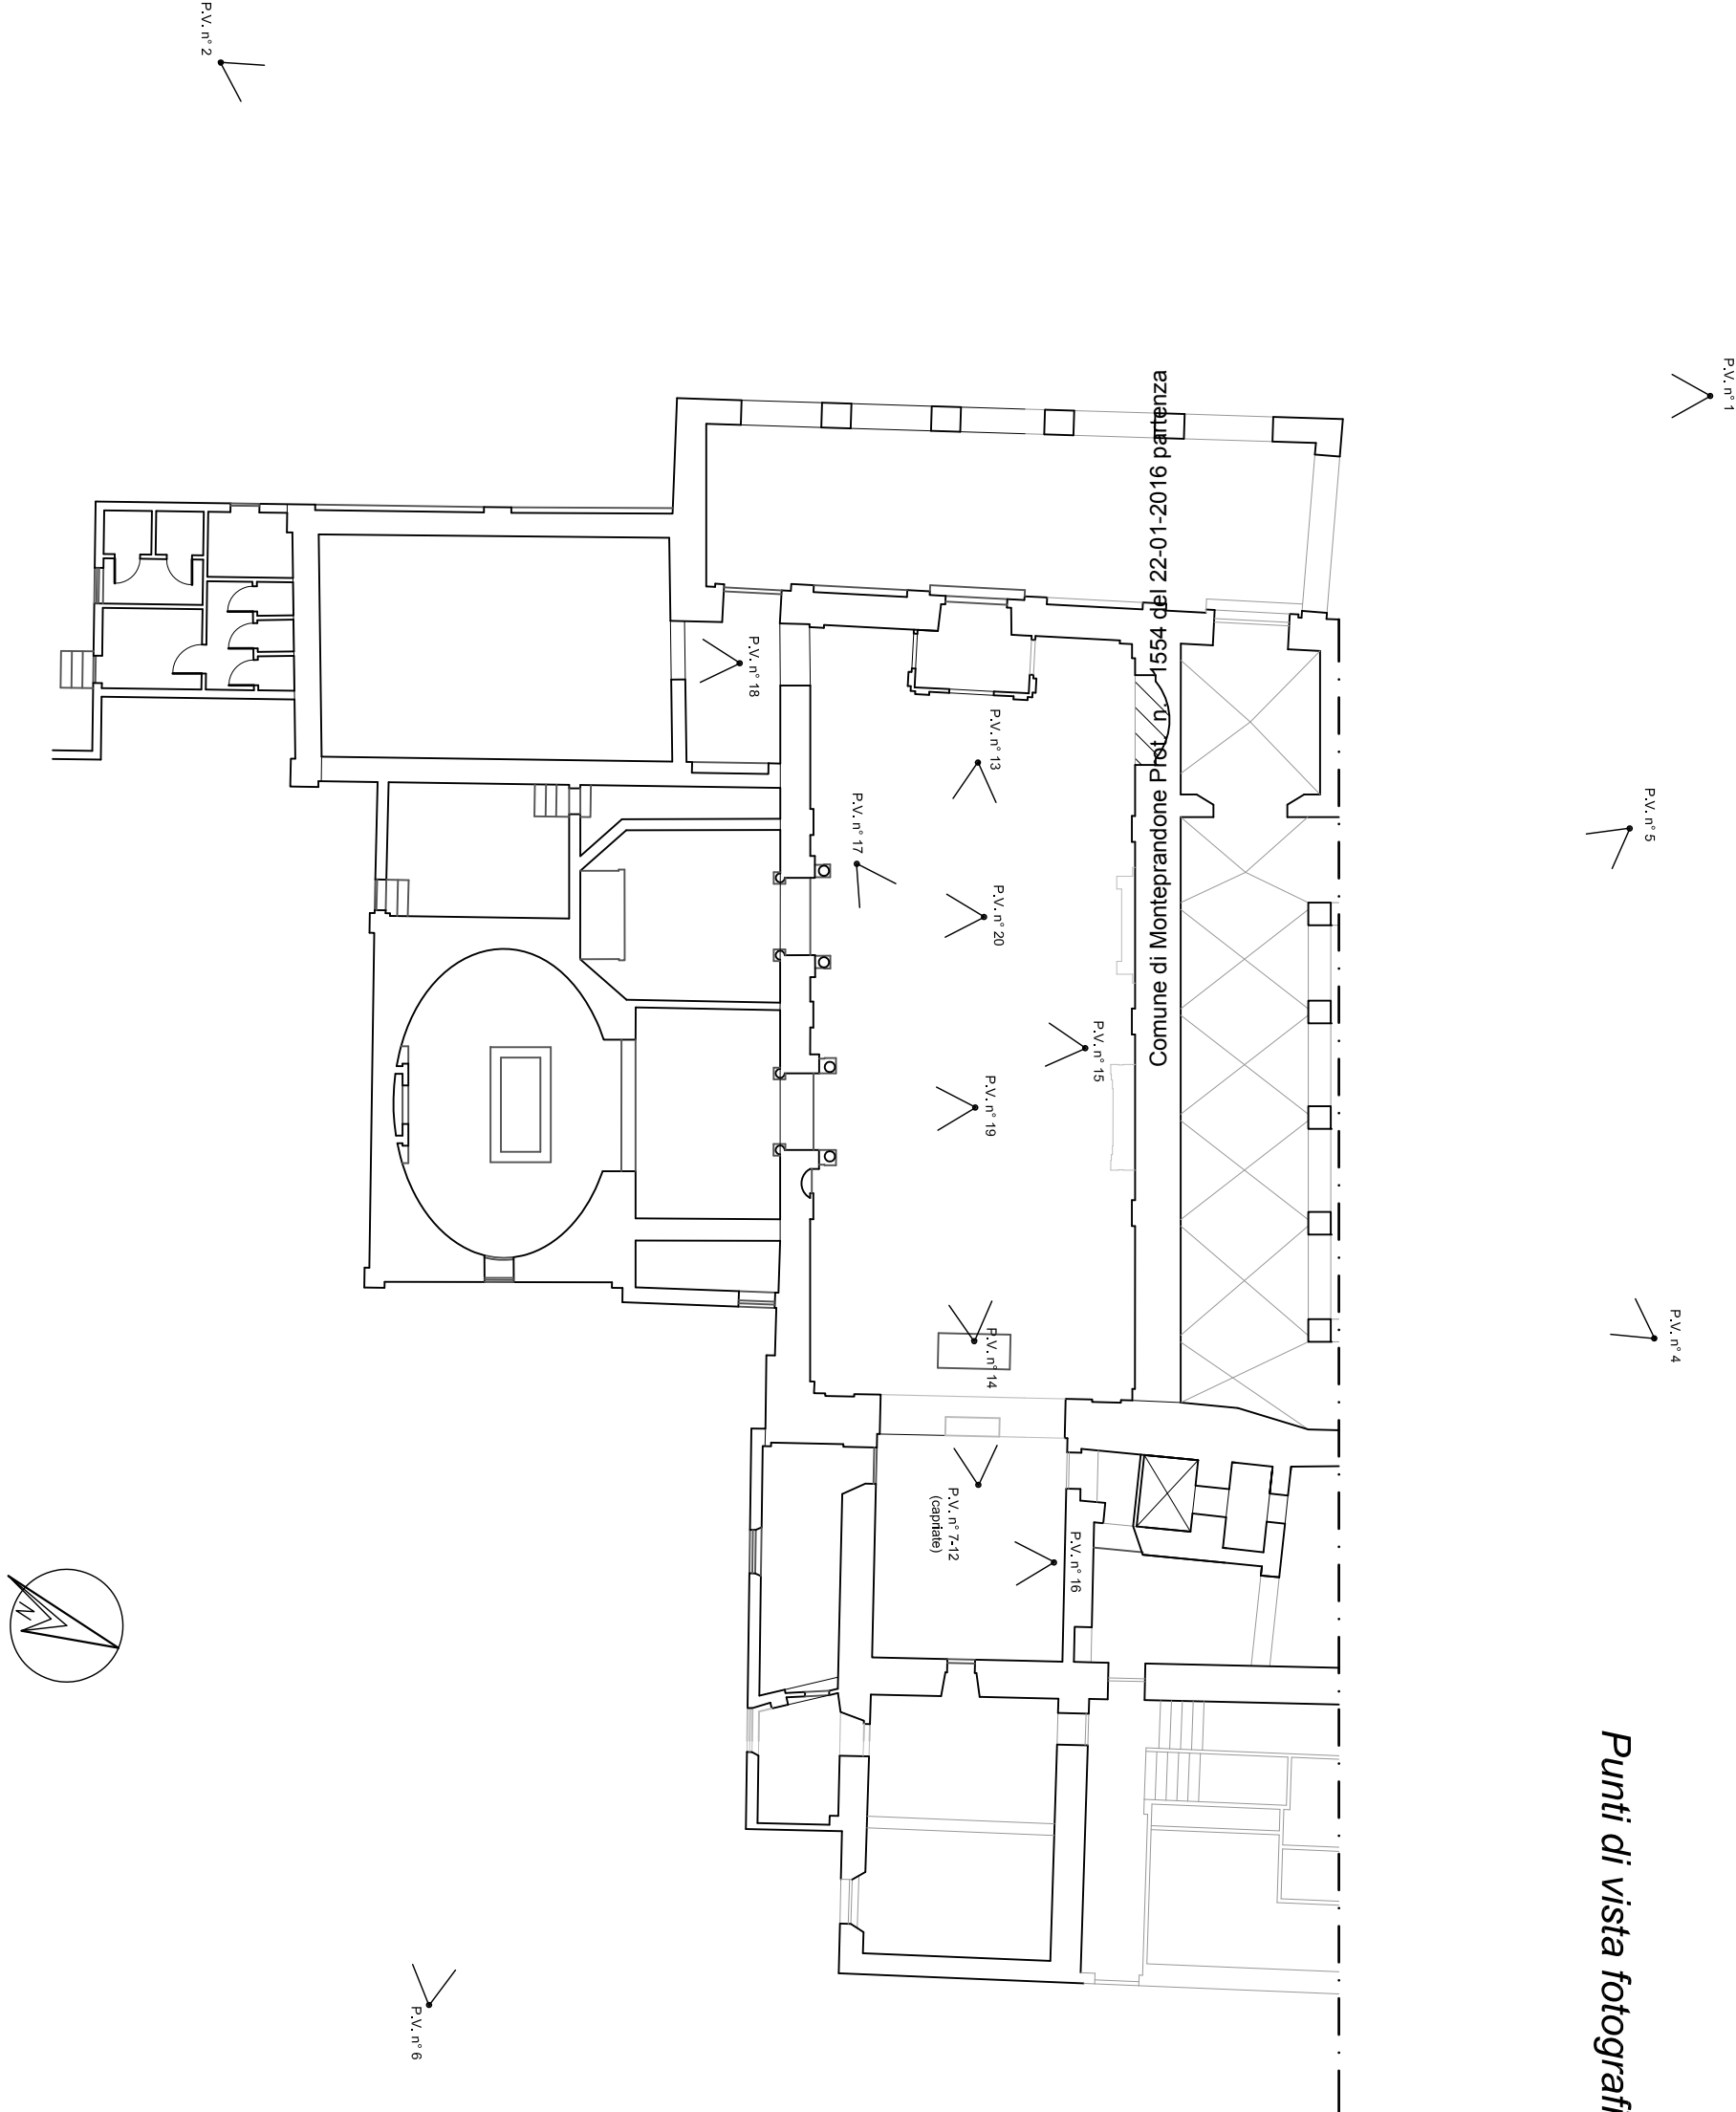 P.V. n° 2
P.V. n° 1
Comune di Monteprandone Prot. n. 1554 del 22-01-2016 partenza
P.V. n° 18
P.V. n° 13
P.V. n° 17
P.V. n° 5
P.V. n° 20
P.V. n° 15
P.V. n° 19
P.V. n° 14
P.V. n° 4
P.V. n° 7-12
(capriate)
P.V. n° 16
N
Punti di vista fotografi
P.V. n° 6